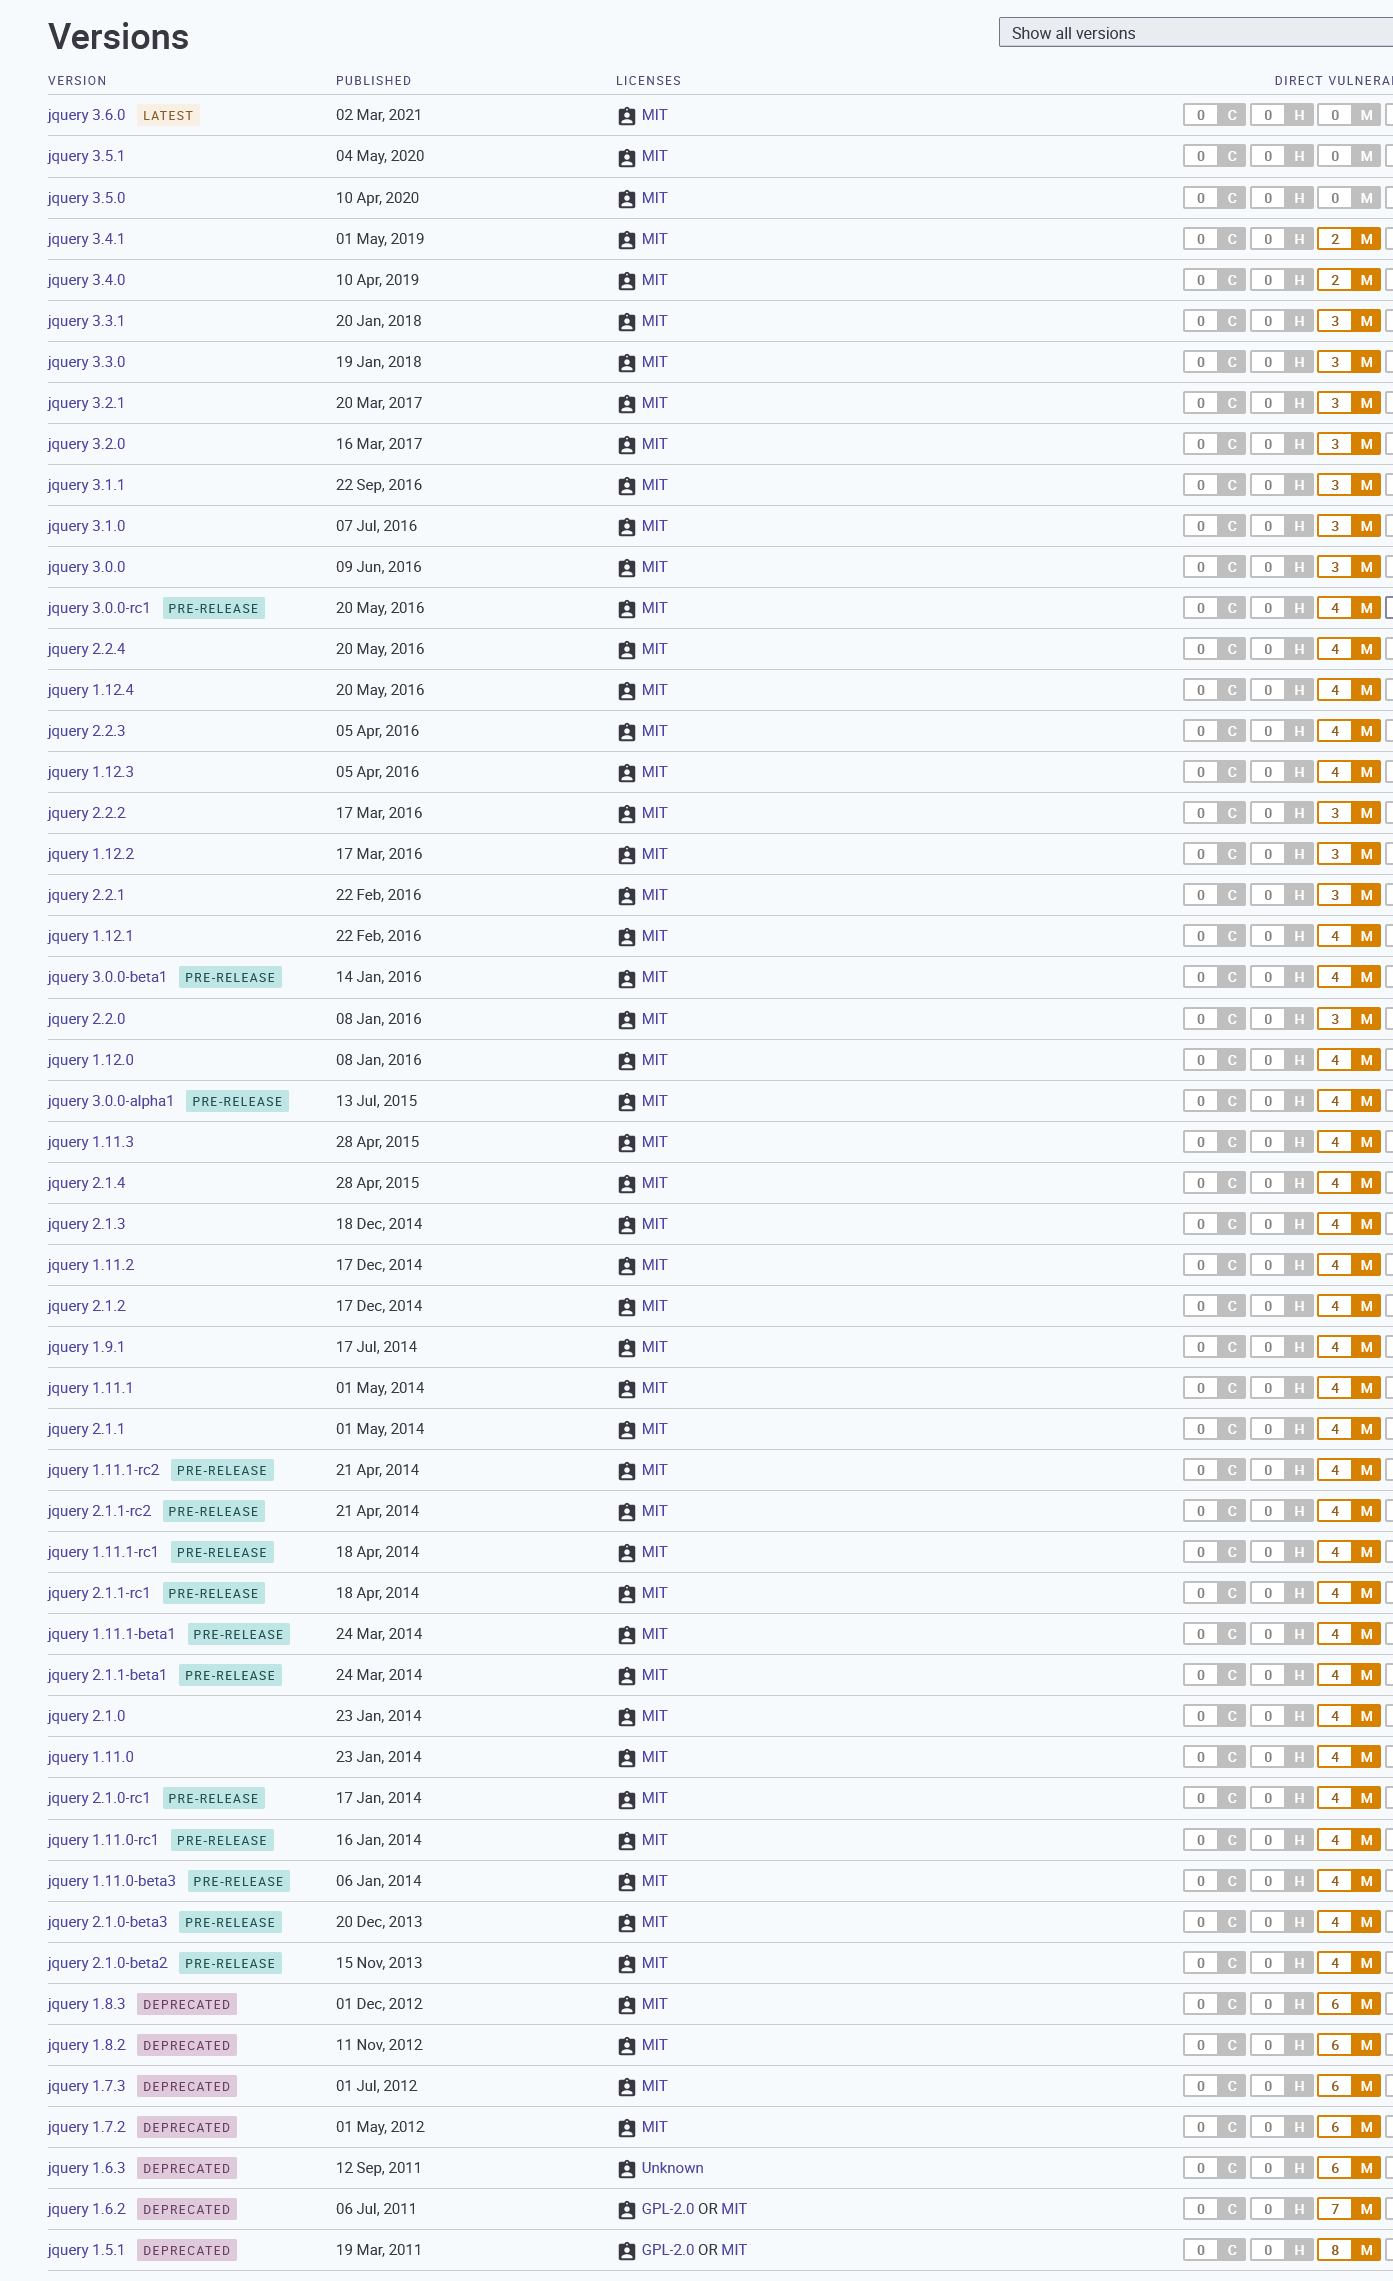 Versions
Show all versions
VERSION PUBLISHED LICENSES DIRECT VULNERA
jquery 3.6.0 LATEST 02 Mar, 2021 MIT 0 C 0 H 0 M
jquery 3.5.1 04 May, 2020 MIT 0 C 0 H 0 M
jquery 3.5.0 10 Apr, 2020 MIT 0 C 0 H 0 M
jquery 3.4.1 01 May, 2019 MIT 0 C 0 H 2 M
jquery 3.4.0 10 Apr, 2019 MIT 0 C 0 H 2 M
jquery 3.3.1 20 Jan, 2018 MIT 0 C 0 H 3 M
jquery 3.3.0 19 Jan, 2018 MIT 0 C 0 H 3 M
jquery 3.2.1 20 Mar, 2017 MIT 0 C 0 H 3 M
jquery 3.2.0 16 Mar, 2017 MIT 0 C 0 H 3 M
jquery 3.1.1 22 Sep, 2016 MIT 0 C 0 H 3 M
jquery 3.1.0 07 Jul, 2016 MIT 0 C 0 H 3 M
jquery 3.0.0 09 Jun, 2016 MIT 0 C 0 H 3 M
jquery 3.0.0-rc1 PRE-RELEASE 20 May, 2016 MIT 0 C 0 H 4 M
jquery 2.2.4 20 May, 2016 MIT 0 C 0 H 4 M
jquery 1.12.4 20 May, 2016 MIT 0 C 0 H 4 M
jquery 2.2.3 05 Apr, 2016 MIT 0 C 0 H 4 M
jquery 1.12.3 05 Apr, 2016 MIT 0 C 0 H 4 M
jquery 2.2.2 17 Mar, 2016 MIT 0 C 0 H 3 M
jquery 1.12.2 17 Mar, 2016 MIT 0 C 0 H 3 M
jquery 2.2.1 22 Feb, 2016 MIT 0 C 0 H 3 M
jquery 1.12.1 22 Feb, 2016 MIT 0 C 0 H 4 M
jquery 3.0.0-beta1 PRE-RELEASE 14 Jan, 2016 MIT 0 C 0 H 4 M
jquery 2.2.0 08 Jan, 2016 MIT 0 C 0 H 3 M
jquery 1.12.0 08 Jan, 2016 MIT 0 C 0 H 4 M
jquery 3.0.0-alpha1 PRE-RELEASE 13 Jul, 2015 MIT 0 C 0 H 4 M
jquery 1.11.3 28 Apr, 2015 MIT 0 C 0 H 4 M
jquery 2.1.4 28 Apr, 2015 MIT 0 C 0 H 4 M
jquery 2.1.3 18 Dec, 2014 MIT 0 C 0 H 4 M
jquery 1.11.2 17 Dec, 2014 MIT 0 C 0 H 4 M
jquery 2.1.2 17 Dec, 2014 MIT 0 C 0 H 4 M
jquery 1.9.1 17 Jul, 2014 MIT 0 C 0 H 4 M
jquery 1.11.1 01 May, 2014 MIT 0 C 0 H 4 M
jquery 2.1.1 01 May, 2014 MIT 0 C 0 H 4 M
jquery 1.11.1-rc2 PRE-RELEASE 21 Apr, 2014 MIT 0 C 0 H 4 M
jquery 2.1.1-rc2 PRE-RELEASE 21 Apr, 2014 MIT 0 C 0 H 4 M
jquery 1.11.1-rc1 PRE-RELEASE 18 Apr, 2014 MIT 0 C 0 H 4 M
jquery 2.1.1-rc1 PRE-RELEASE 18 Apr, 2014 MIT 0 C 0 H 4 M
jquery 1.11.1-beta1 PRE-RELEASE 24 Mar, 2014 MIT 0 C 0 H 4 M
jquery 2.1.1-beta1 PRE-RELEASE 24 Mar, 2014 MIT 0 C 0 H 4 M
jquery 2.1.0 23 Jan, 2014 MIT 0 C 0 H 4 M
jquery 1.11.0 23 Jan, 2014 MIT 0 C 0 H 4 M
jquery 2.1.0-rc1 PRE-RELEASE 17 Jan, 2014 MIT 0 C 0 H 4 M
jquery 1.11.0-rc1 PRE-RELEASE 16 Jan, 2014 MIT 0 C 0 H 4 M
jquery 1.11.0-beta3 PRE-RELEASE 06 Jan, 2014 MIT 0 C 0 H 4 M
jquery 2.1.0-beta3 PRE-RELEASE 20 Dec, 2013 MIT 0 C 0 H 4 M
jquery 2.1.0-beta2 PRE-RELEASE 15 Nov, 2013 MIT 0 C 0 H 4 M
jquery 1.8.3 DEPRECATED 01 Dec, 2012 MIT 0 C 0 H 6 M
jquery 1.8.2 DEPRECATED 11 Nov, 2012 MIT 0 C 0 H 6 M
jquery 1.7.3 DEPRECATED 01 Jul, 2012 MIT 0 C 0 H 6 M
jquery 1.7.2 DEPRECATED 01 May, 2012 MIT 0 C 0 H 6 M
jquery 1.6.3 DEPRECATED 12 Sep, 2011 Unknown 0 C 0 H 6 M
jquery 1.6.2 DEPRECATED 06 Jul, 2011 GPL-2.0 OR MIT 0 C 0 H 7 M
jquery 1.5.1 DEPRECATED 19 Mar, 2011 GPL-2.0 OR MIT 0 C 0 H 8 M